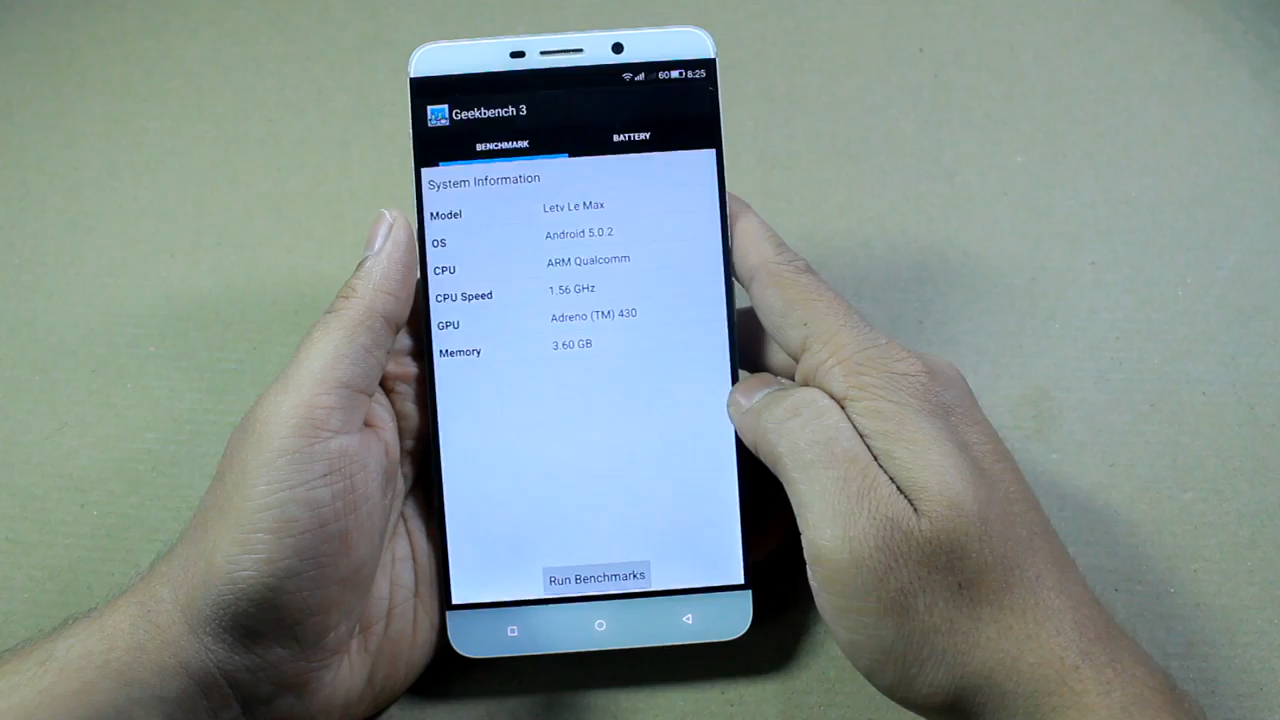 60 8:25
Geekbench 3
BENCHMARK BATTERY
System Information
Model Letv Le Max
OS Android 5.0.2
CPU ARM Qualcomm
CPU Speed 1.56 GHz
GPU Adreno (TM) 430
Memory 3.60 GB
Run Benchmarks